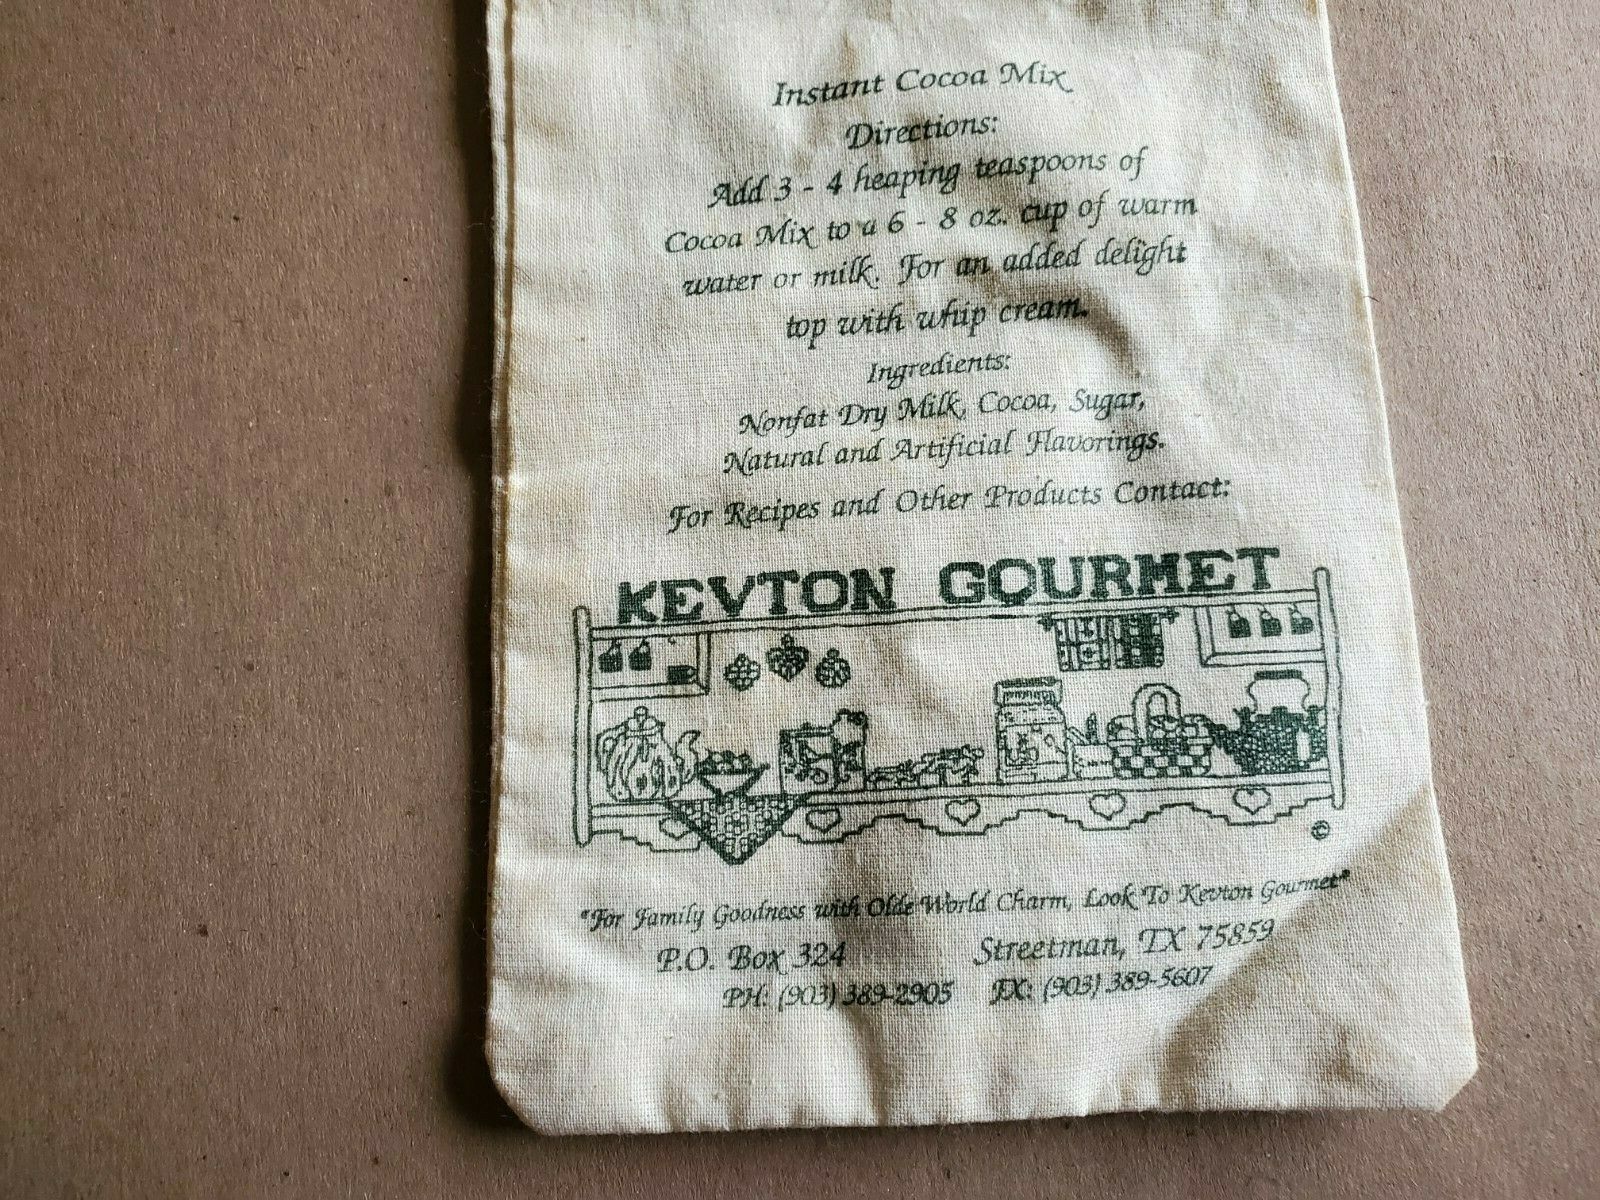 Instant Cocoa Mix
Directions:
Add 3 - 4 heaping teaspoons of
Cocoa Mix to a 6 - 8 oz. cup of warm
water or milk. For an added delight
top with whip cream.
Ingredients:
Nonfat Dry Milk, Cocoa, Sugar,
Natural and Artificial Flavorings.
For Recipes and Other Products Contact:
KEVTON GOURMET
©
"For Family Goodness with Olde World Charm, Look To Kevton Gourmet"
P.O. Box 324 Streetman, TX 75859
PH: (903) 389-2905 FX: (903) 389-5607